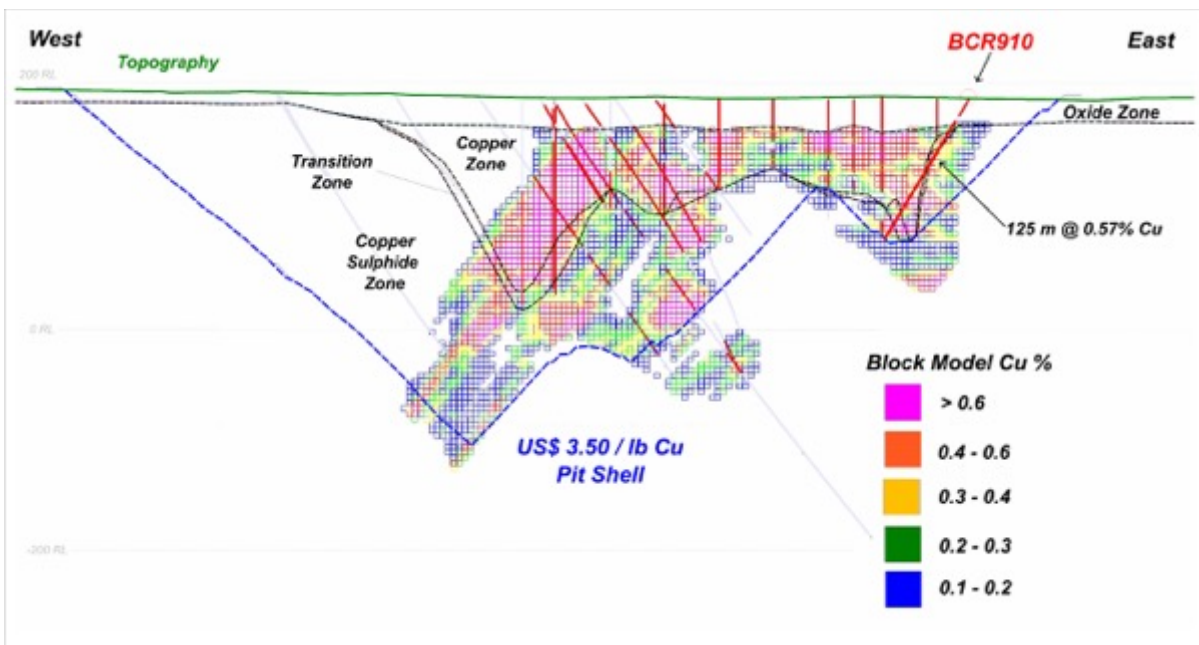 West
BCR910
East
Topography
200 RL
Oxide Zone
Copper
Zone
Transition
Zone
125 m @ 0.57% Cu
Copper
Sulphide
Zone
0 RL
Block Model Cu %
> 0.6
0.4 - 0.6
US$ 3.50 / lb Cu
Pit Shell
0.3 - 0.4
0.2 - 0.3
-200 RL
0.1 - 0.2